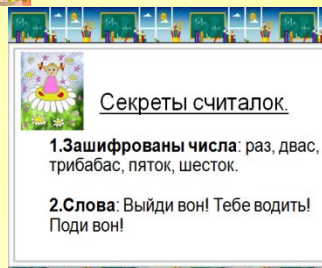 Секреты считалок.
1.Зашифрованы числа: раз, двас,
трибабас, пяток, шесток.
2.Слова: Выйди вон! Тебе водить!
Поди вон!